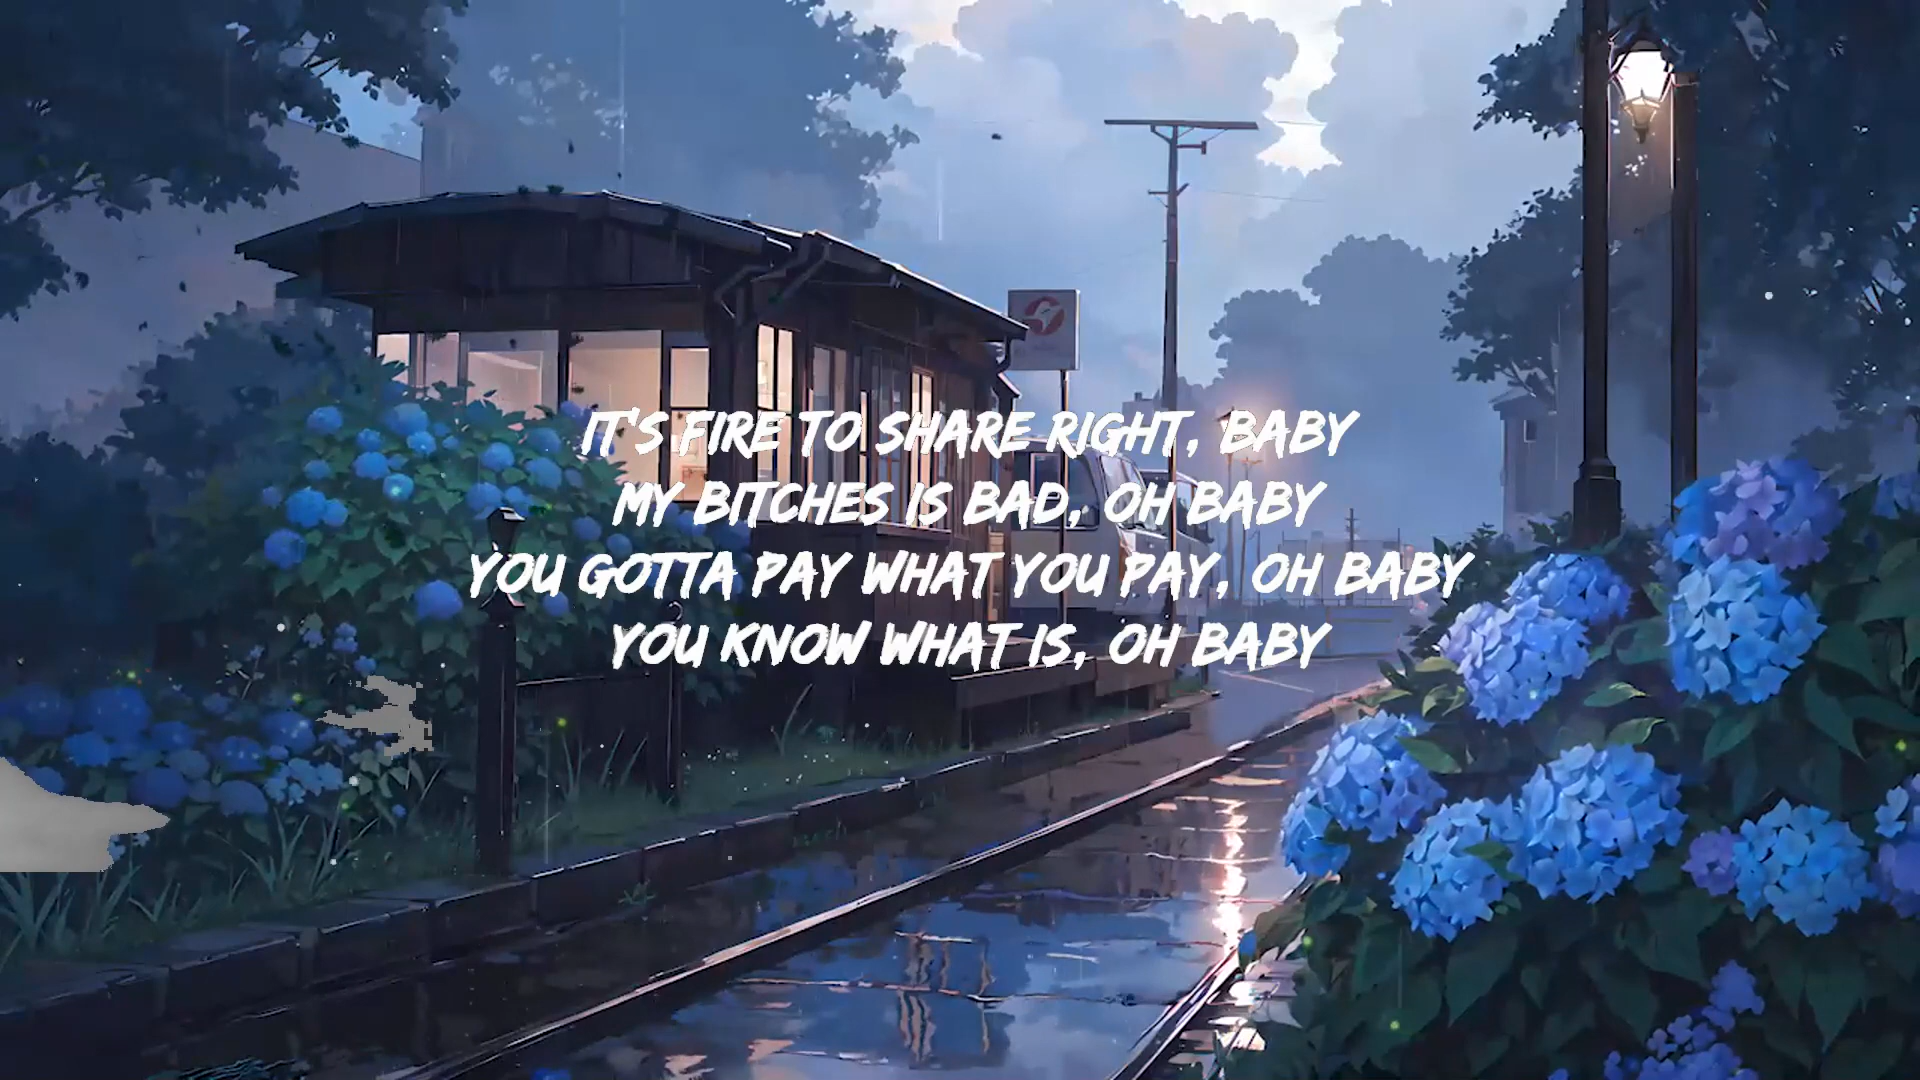 IT'S FIRE TO SHARE RIGHT, BABY
MY BITCHES IS BAD, OH BABY
YOU GOTTA PAY WHAT YOU PAY, OH BABY
YOU KNOW WHAT IS, OH BABY